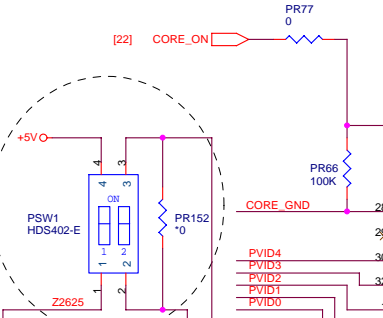 PR77
0
[22] CORE_ON
+5V
4 3
4 3
ON
PSW1
HDS402-E
1 2
1 2
PR152
*0
PR66
100K
CORE_GND
PVID4
PVID3
PVID2
PVID1
PVID0
Z2625